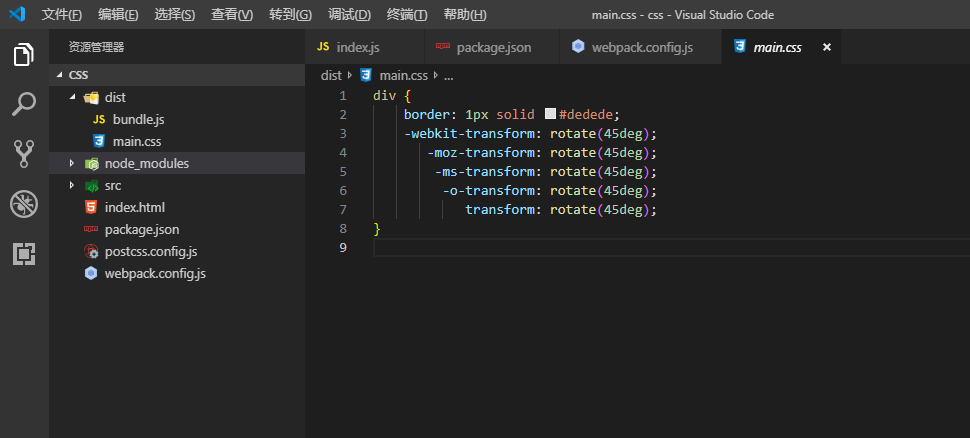 文件(F) 编辑(E) 选择(S) 查看(V) 转到(G) 调试(D) 终端(T) 帮助(H) main.css - css - Visual Studio Code
资源管理器
CSS
dist
JS bundle.js
main.css
node_modules
src
index.html
package.json
postcss.config.js
webpack.config.js
JS index.js package.json webpack.config.js main.css ×
dist main.css ...
1 div {
2     border: 1px solid #dedede;
3     -webkit-transform: rotate(45deg);
4        -moz-transform: rotate(45deg);
5         -ms-transform: rotate(45deg);
6          -o-transform: rotate(45deg);
7             transform: rotate(45deg);
8 }
9